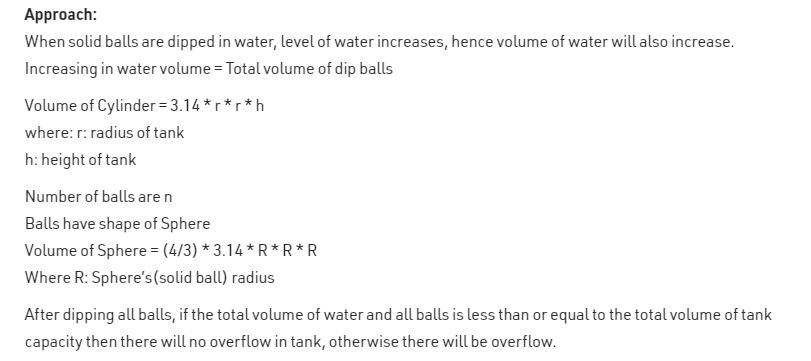 Approach:
When solid balls are dipped in water, level of water increases, hence volume of water will also increase.
Increasing in water volume = Total volume of dip balls
Volume of Cylinder = 3.14 * r * r * h
where: r: radius of tank
h: height of tank
Number of balls are n
Balls have shape of Sphere
Volume of Sphere = (4/3) * 3.14 * R * R * R
Where R: Sphere's(solid ball) radius
After dipping all balls, if the total volume of water and all balls is less than or equal to the total volume of tank
capacity then there will no overflow in tank, otherwise there will be overflow.